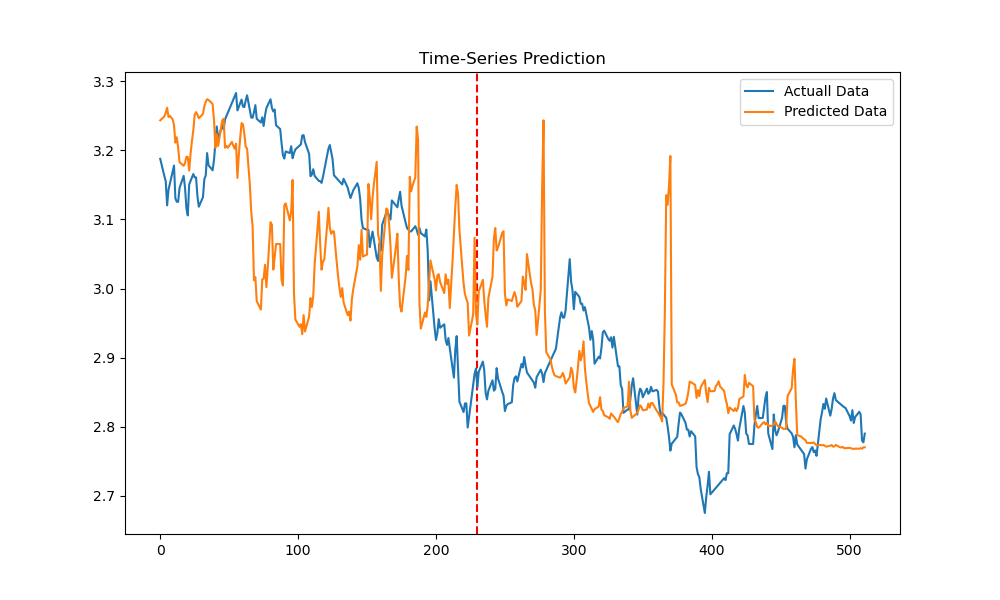 Time-Series Prediction
Actuall Data
Predicted Data
3.3
3.2
3.1
3.0
2.9
2.8
2.7
0 100 200 300 400 500